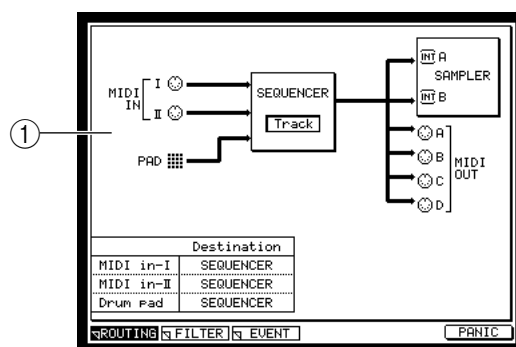 1
MIDI IN
I
II
PAD
SEQUENCER
Track
INT A
SAMPLER
INT B
A
B
C
D
MIDI OUT
Destination
MIDI in-I SEQUENCER
MIDI in-II SEQUENCER
Drum pad SEQUENCER
ROUTING FILTER EVENT PANIC